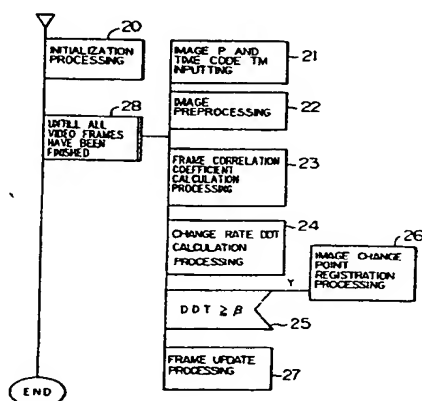 20
INITIALIZATION
PROCESSING
28
UNTILL ALL
VIDEO FRAMES
HAVE BEEN
FINISHED
END
21
IMAGE P AND
TIME CODE TM
INPUTTING
22
IMAGE
PREPROCESSING
23
FRAME CORRELATION
COEFFICIENT
CALCULATION
PROCESSING
24
CHANGE RATE DDT
CALCULATION
PROCESSING
DDT ≥ β
25
Y
26
IMAGE CHANGE
POINT
REGISTRATION
PROCESSING
FRAME UPDATE
PROCESSING
27